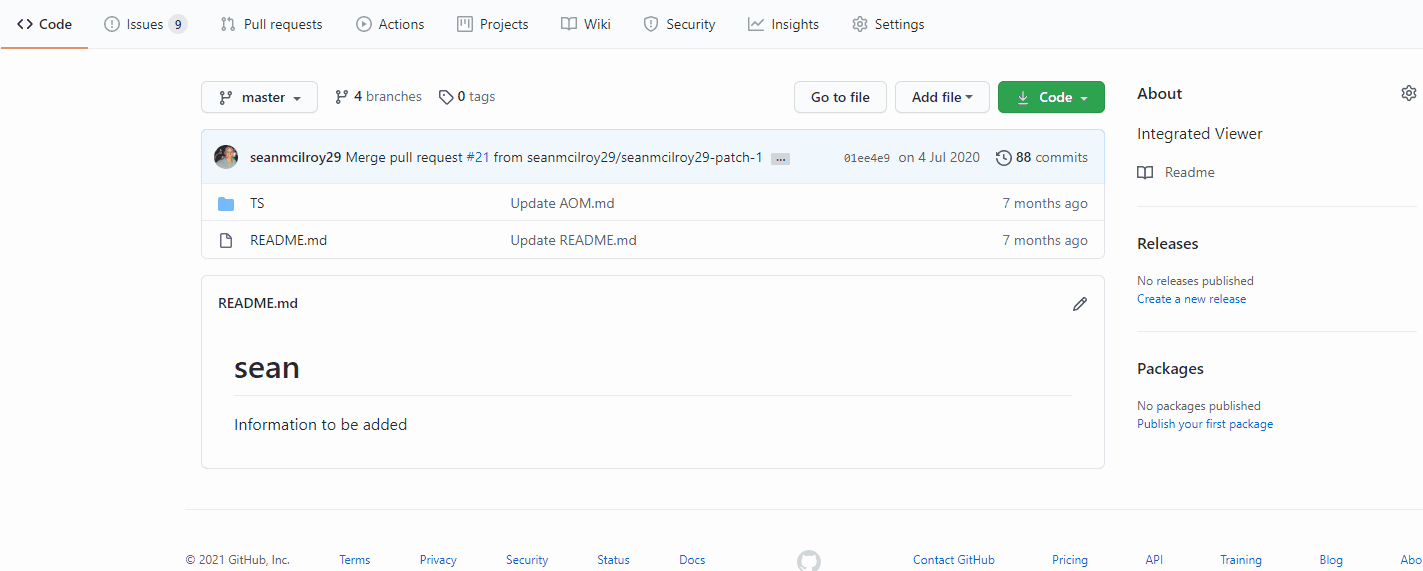 Code Issues 9 Pull requests Actions Projects Wiki Security Insights Settings
master 4 branches 0 tags Go to file Add file Code
seanmcilroy29 Merge pull request #21 from seanmcilroy29/seanmcilroy29-patch-1 ... 01ee4e9 on 4 Jul 2020 88 commits
TS Update AOM.md 7 months ago
README.md Update README.md 7 months ago
README.md
sean
Information to be added
About
Integrated Viewer
Readme
Releases
No releases published
Create a new release
Packages
No packages published
Publish your first package
© 2021 GitHub, Inc. Terms Privacy Security Status Docs Contact GitHub Pricing API Training Blog Abo